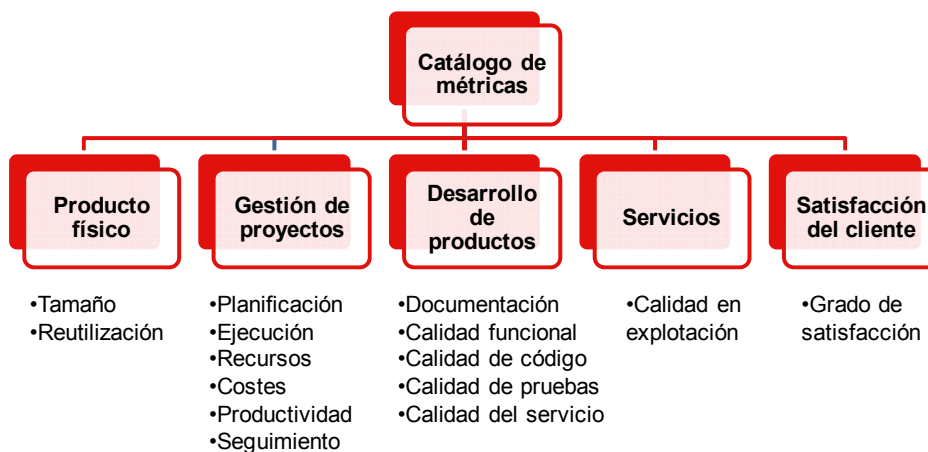 Catálogo de
métricas
Producto
físico
Gestión de
proyectos
Desarrollo
de
productos
Servicios
Satisfacción
del cliente
•Tamaño
•Reutilización
•Planificación
•Ejecución
•Recursos
•Costes
•Productividad
•Seguimiento
•Documentación
•Calidad funcional
•Calidad de código
•Calidad de pruebas
•Calidad del servicio
•Calidad en
explotación
•Grado de
satisfacción